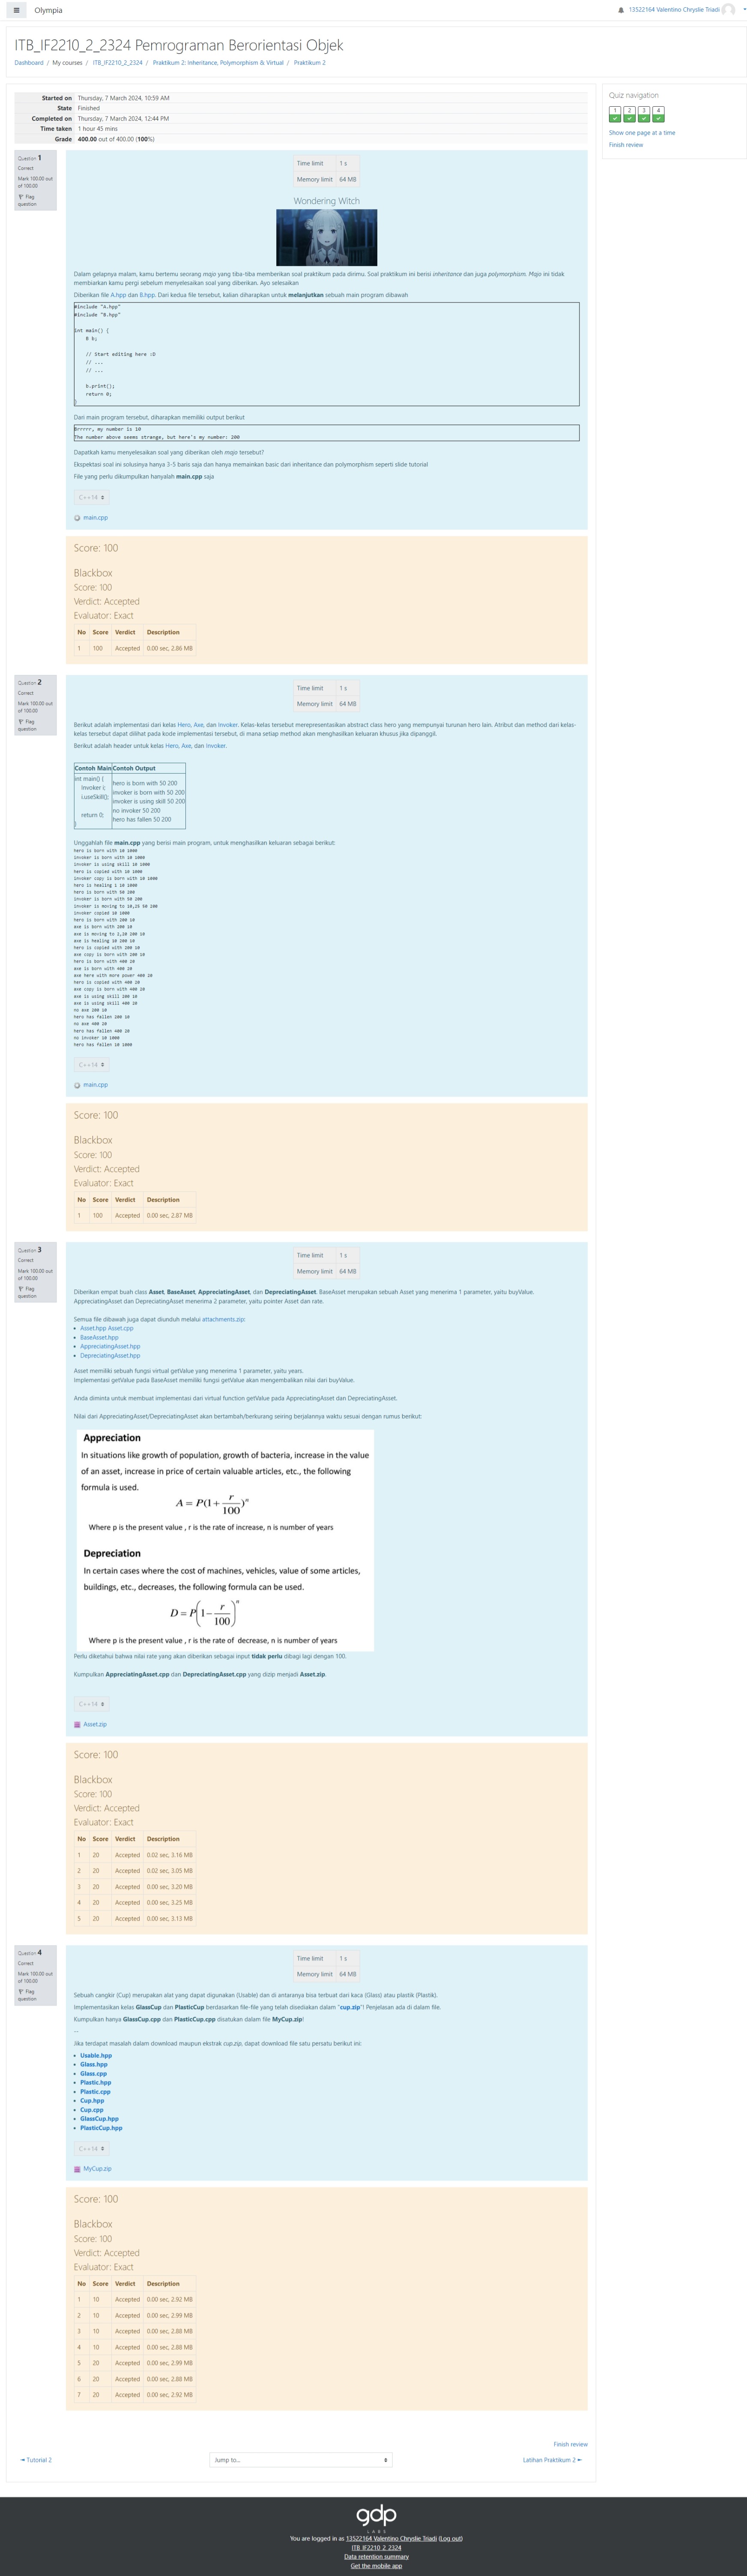 Olympia
13522164 Valentino Chryslie Triadi
ITB_IF2210_2_2324 Pemrograman Berorientasi Objek
Dashboard / My courses / ITB_IF2210_2_2324 / Praktikum 2: Inheritance, Polymorphism & Virtual / Praktikum 2
Started on Thursday, 7 March 2024, 10:59 AM
State Finished
Completed on Thursday, 7 March 2024, 12:44 PM
Time taken 1 hour 45 mins
Grade 400.00 out of 400.00 (100%)
Quiz navigation
1 2 3 4
Show one page at a time
Finish review
Question 1
Correct
Mark 100.00 out
of 100.00
Flag
question
Time limit 1 s
Memory limit 64 MB
Wondering Witch
Dalam gelapnya malam, kamu bertemu seorang majo yang tiba-tiba memberikan soal praktikum pada dirimu. Soal praktikum ini berisi inheritance dan juga polymorphism. Majo ini tidak
membiarkan kamu pergi sebelum menyelesaikan soal yang diberikan. Ayo selesaikan
Diberikan file A.hpp dan B.hpp. Dari kedua file tersebut, kalian diharapkan untuk melanjutkan sebuah main program dibawah
#include "A.hpp"
#include "B.hpp"
int main() {
B b;
// Start editing here :D
// ...
// ...
b.print();
return 0;
}
Dari main program tersebut, diharapkan memiliki output berikut
Brrrrr, my number is 10
The number above seems strange, but here's my number: 200
Dapatkah kamu menyelesaikan soal yang diberikan oleh majo tersebut?
Ekspektasi soal ini solusinya hanya 3-5 baris saja dan hanya memainkan basic dari inheritance dan polymorphism seperti slide tutorial
File yang perlu dikumpulkan hanyalah main.cpp saja
C++14
main.cpp
Score: 100
Blackbox
Score: 100
Verdict: Accepted
Evaluator: Exact
No Score Verdict Description
1 100 Accepted 0.00 sec, 2.86 MB
Question 2
Correct
Mark 100.00 out
of 100.00
Flag
question
Time limit 1 s
Memory limit 64 MB
Berikut adalah implementasi dari kelas Hero, Axe, dan Invoker. Kelas-kelas tersebut merepresentasikan abstract class hero yang mempunyai turunan hero lain. Atribut dan method dari kelas-
kelas tersebut dapat dilihat pada kode implementasi tersebut, di mana setiap method akan menghasilkan keluaran khusus jika dipanggil.
Berikut adalah header untuk kelas Hero, Axe, dan Invoker.
Contoh Main Contoh Output
int main() {
Invoker i;
i.useSkill();
return 0;
}
hero is born with 50 200
invoker is born with 50 200
invoker is using skill 50 200
no invoker 50 200
hero has fallen 50 200
Unggahlah file main.cpp yang berisi main program, untuk menghasilkan keluaran sebagai berikut:
hero is born with 10 1000
invoker is born with 10 1000
invoker is using skill 10 1000
hero is copied with 10 1000
invoker copy is born with 10 1000
hero is healing 1 10 1000
hero is born with 50 200
invoker is born with 50 200
invoker is moving to 10,25 50 200
invoker copied 10 1000
hero is born with 200 10
axe is born with 200 10
axe is moving to 2,10 200 10
axe is healing 10 200 10
hero is copied with 200 10
axe copy is born with 200 10
hero is born with 400 20
axe is born with 400 20
axe here with more power 400 20
hero is copied with 400 20
axe copy is born with 400 20
axe is using skill 200 10
axe is using skill 400 20
no axe 200 10
hero has fallen 200 10
no axe 400 20
hero has fallen 400 20
no invoker 10 1000
hero has fallen 10 1000
C++14
main.cpp
Score: 100
Blackbox
Score: 100
Verdict: Accepted
Evaluator: Exact
No Score Verdict Description
1 100 Accepted 0.00 sec, 2.87 MB
Question 3
Correct
Mark 100.00 out
of 100.00
Flag
question
Time limit 1 s
Memory limit 64 MB
Diberikan empat buah class Asset, BaseAsset, AppreciatingAsset, dan DepreciatingAsset. BaseAsset merupakan sebuah Asset yang menerima 1 parameter, yaitu buyValue.
AppreciatingAsset dan DepreciatingAsset menerima 2 parameter, yaitu pointer Asset dan rate.
Semua file dibawah juga dapat diunduh melalui attachments.zip:
• Asset.hpp Asset.cpp
• BaseAsset.hpp
• AppreciatingAsset.hpp
• DepreciatingAsset.hpp
Asset memiliki sebuah fungsi virtual getValue yang menerima 1 parameter, yaitu years.
Implementasi getValue pada BaseAsset memiliki fungsi getValue akan mengembalikan nilai dari buyValue.
Anda diminta untuk membuat implementasi dari virtual function getValue pada AppreciatingAsset dan DepreciatingAsset.
Nilai dari AppreciatingAsset/DepreciatingAsset akan bertambah/berkurang seiring berjalannya waktu sesuai dengan rumus berikut:
Appreciation
In situations like growth of population, growth of bacteria, increase in the value
of an asset, increase in price of certain valuable articles, etc., the following
formula is used.
A = P(1 + r/100)^n
Where p is the present value , r is the rate of increase, n is number of years
Depreciation
In certain cases where the cost of machines, vehicles, value of some articles,
buildings, etc., decreases, the following formula can be used.
D = P(1 − r/100)^n
Where p is the present value , r is the rate of decrease, n is number of years
Perlu diketahui bahwa nilai rate yang akan diberikan sebagai input tidak perlu dibagi lagi dengan 100.
Kumpulkan AppreciatingAsset.cpp dan DepreciatingAsset.cpp yang dizip menjadi Asset.zip.
C++14
Asset.zip
Score: 100
Blackbox
Score: 100
Verdict: Accepted
Evaluator: Exact
No Score Verdict Description
1 20 Accepted 0.02 sec, 3.16 MB
2 20 Accepted 0.02 sec, 3.05 MB
3 20 Accepted 0.00 sec, 3.20 MB
4 20 Accepted 0.00 sec, 3.25 MB
5 20 Accepted 0.00 sec, 3.13 MB
Question 4
Correct
Mark 100.00 out
of 100.00
Flag
question
Time limit 1 s
Memory limit 64 MB
Sebuah cangkir (Cup) merupakan alat yang dapat digunakan (Usable) dan di antaranya bisa terbuat dari kaca (Glass) atau plastik (Plastik).
Implementasikan kelas GlassCup dan PlasticCup berdasarkan file-file yang telah disediakan dalam "cup.zip"! Penjelasan ada di dalam file.
Kumpulkan hanya GlassCup.cpp dan PlasticCup.cpp disatukan dalam file MyCup.zip!
...
Jika terdapat masalah dalam download maupun ekstrak cup.zip, dapat download file satu persatu berikut ini:
• Usable.hpp
• Glass.hpp
• Glass.cpp
• Plastic.hpp
• Plastic.cpp
• Cup.hpp
• Cup.cpp
• GlassCup.hpp
• PlasticCup.hpp
C++14
MyCup.zip
Score: 100
Blackbox
Score: 100
Verdict: Accepted
Evaluator: Exact
No Score Verdict Description
1 10 Accepted 0.00 sec, 2.92 MB
2 10 Accepted 0.00 sec, 2.99 MB
3 10 Accepted 0.00 sec, 2.88 MB
4 10 Accepted 0.00 sec, 2.88 MB
5 20 Accepted 0.00 sec, 2.99 MB
6 20 Accepted 0.00 sec, 2.88 MB
7 20 Accepted 0.00 sec, 2.92 MB
Finish review
◄ Tutorial 2
Jump to...
Latihan Praktikum 2 ►
gdp
LABS
You are logged in as 13522164 Valentino Chryslie Triadi (Log out)
ITB_IF2210_2_2324
Data retention summary
Get the mobile app